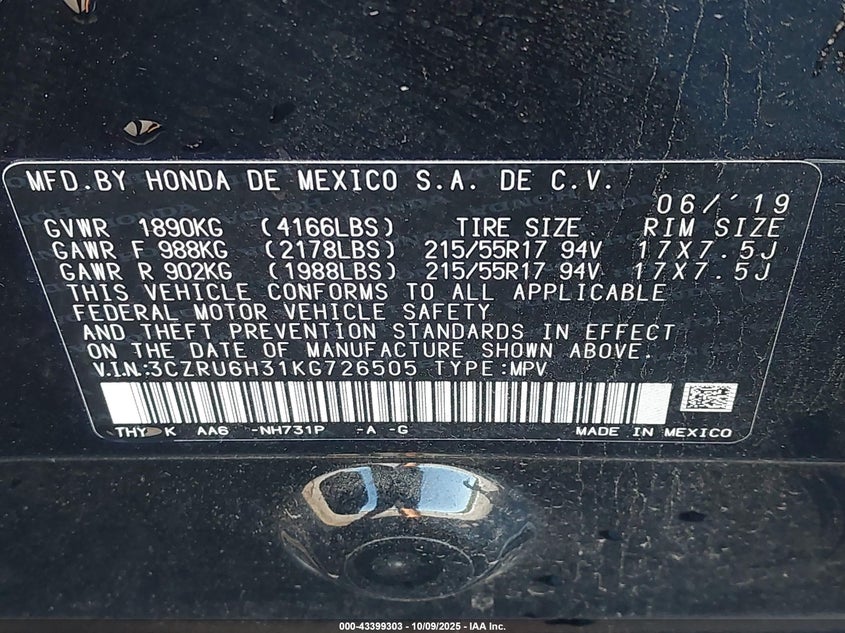 MFD.BY HONDA DE MEXICO S.A. DE C.V.
06/'19
GVWR 1890KG (4166LBS) TIRE SIZE RIM SIZE
GAWR F 988KG (2178LBS) 215/55R17 94V 17X7.5J
GAWR R 902KG (1988LBS) 215/55R17 94V 17X7.5J
THIS VEHICLE CONFORMS TO ALL APPLICABLE
FEDERAL MOTOR VEHICLE SAFETY
AND THEFT PREVENTION STANDARDS IN EFFECT
ON THE DATE OF MANUFACTURE SHOWN ABOVE.
V.IN.:3CZRU6H31KG726505 TYPE:MPV
K AA6 -NH731P -A -G MADE IN MEXICO
000-43399303 - 10/09/2025 - IAA Inc.